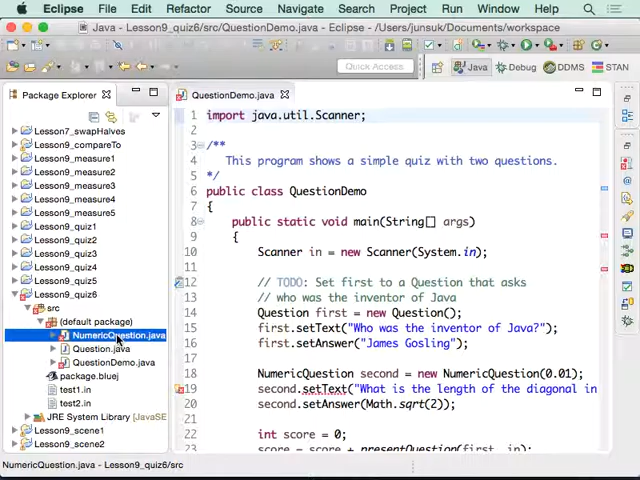 Eclipse File Edit Refactor Source Navigate Search Project Run Window Help
Java - Lesson9_quiz6/src/QuestionDemo.java - Eclipse - /Users/junsuk/Documents/workspace
Quick Access
Java
Debug
DDMS
STAN
Package Explorer
Lesson7_swapHalves
Lesson9_compareTo
Lesson9_measure1
Lesson9_measure2
Lesson9_measure3
Lesson9_measure4
Lesson9_measure5
Lesson9_quiz1
Lesson9_quiz2
Lesson9_quiz3
Lesson9_quiz4
Lesson9_quiz5
Lesson9_quiz6
src
(default package)
NumericQuestion.java
Question.java
QuestionDemo.java
package.bluej
test1.in
test2.in
JRE System Library [JavaSE
Lesson9_scene1
Lesson9_scene2
QuestionDemo.java
1 import java.util.Scanner;
2
3 /**
4 This program shows a simple quiz with two questions.
5 */
6 public class QuestionDemo
7 {
8 public static void main(String[] args)
9 {
10 Scanner in = new Scanner(System.in);
11
12 // TODO: Set first to a Question that asks
13 // who was the inventor of Java
14 Question first = new Question();
15 first.setText("Who was the inventor of Java?");
16 first.setAnswer("James Gosling");
17
18 NumericQuestion second = new NumericQuestion(0.01);
19 second.setText("What is the length of the diagonal in
20 second.setAnswer(Math.sqrt(2));
21
22 int score = 0;
23 score = score + presentQuestion(first, in);
NumericQuestion.java - Lesson9_quiz6/src